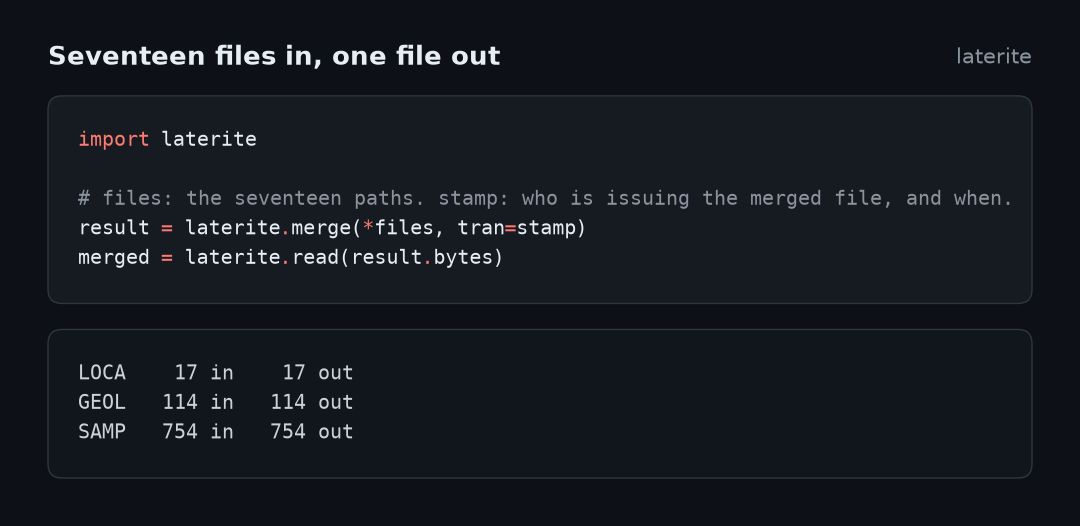 Seventeen files in, one file out
laterite
import laterite
# files: the seventeen paths. stamp: who is issuing the merged file, and when.
result = laterite.merge(*files, tran=stamp)
merged = laterite.read(result.bytes)
LOCA    17 in    17 out
GEOL   114 in   114 out
SAMP   754 in   754 out